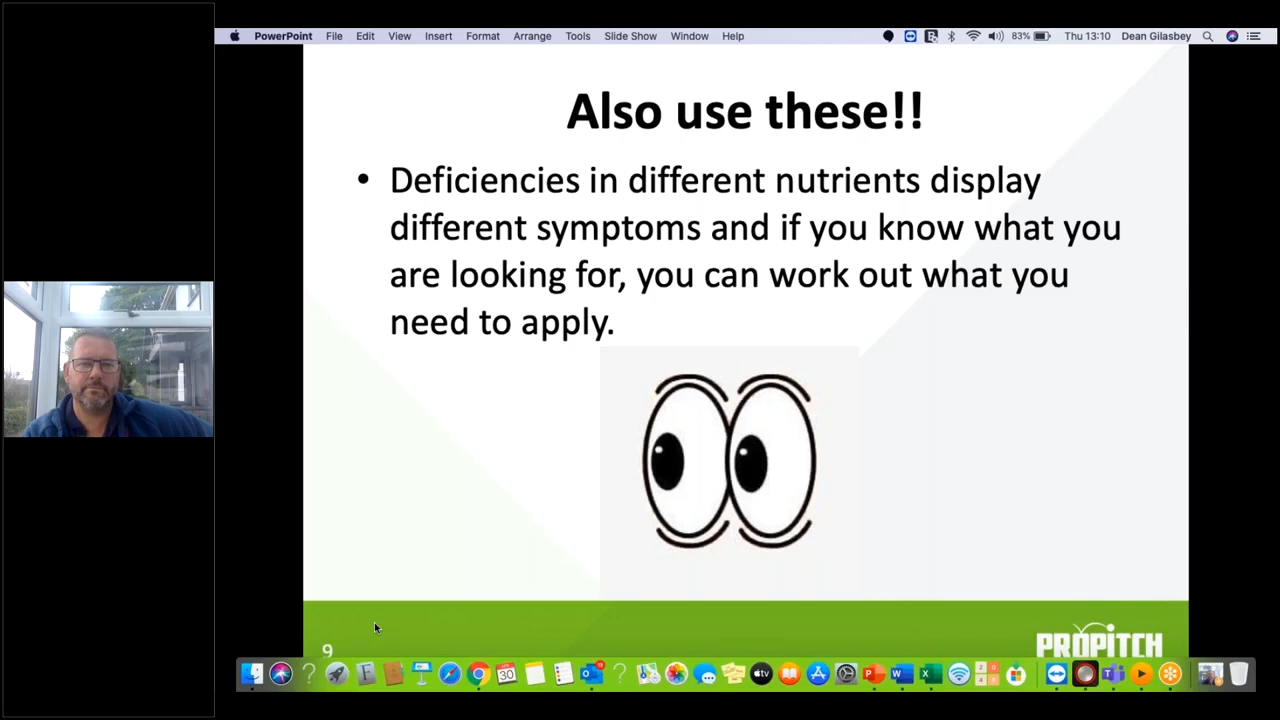 PowerPoint File Edit View Insert Format Arrange Tools Slide Show Window Help 83% Thu 13:10 Dean Gilasbey
Also use these!!
• Deficiencies in different nutrients display
different symptoms and if you know what you
are looking for, you can work out what you
need to apply.
9
PROPITCH
30